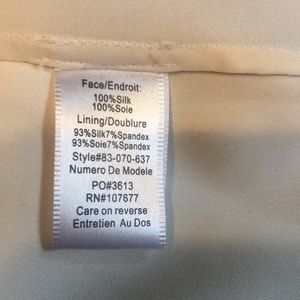 Face/Endroit:
100%Silk
100%Soie
Lining/Doublure
93%Silk7%Spandex
93%Soie7%Spandex
Style#83-070-637
Numero De Modele
PO#3613
RN#107677
Care on reverse
Entretien Au Dos